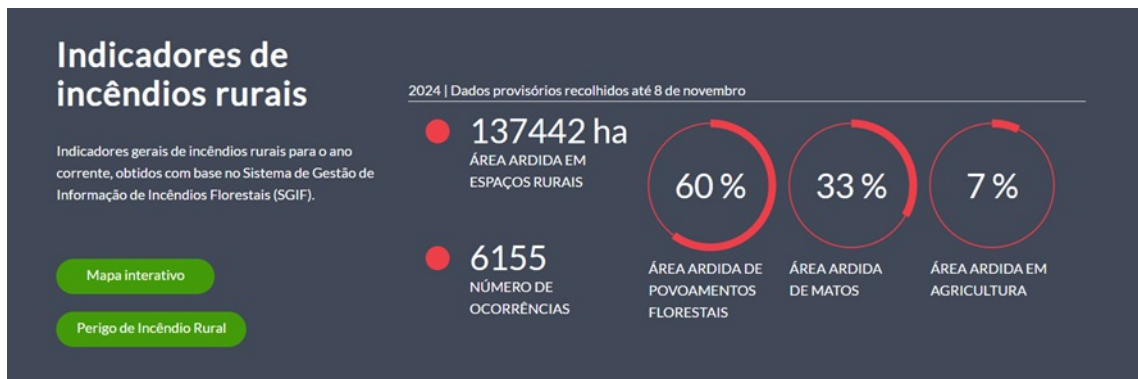 Indicadores de
incêndios rurais
Indicadores gerais de incêndios rurais para o ano
corrente, obtidos com base no Sistema de Gestão de
Informação de Incêndios Florestais (SGIF).
Mapa interativo
Perigo de Incêndio Rural
2024 | Dados provisórios recolhidos até 8 de novembro
137442 ha
ÁREA ARDIDA EM
ESPAÇOS RURAIS
6155
NÚMERO DE
OCORRÊNCIAS
60 %
ÁREA ARDIDA DE
POVOAMENTOS
FLORESTAIS
33 %
ÁREA ARDIDA
DE MATOS
7 %
ÁREA ARDIDA EM
AGRICULTURA